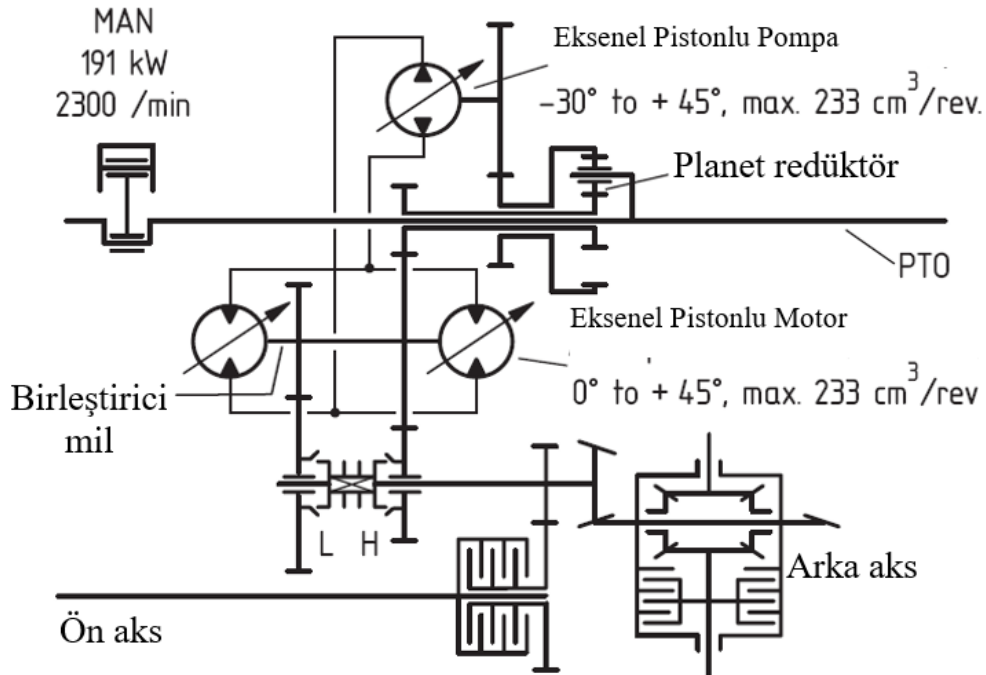 MAN
191 kW
2300 /min
Eksenel Pistonlu Pompa
–30° to + 45°, max. 233 cm³/rev.
Planet redüktör
PTO
Eksenel Pistonlu Motor
0° to + 45°, max. 233 cm³/rev
Birleştirici
mil
L H
Arka aks
Ön aks